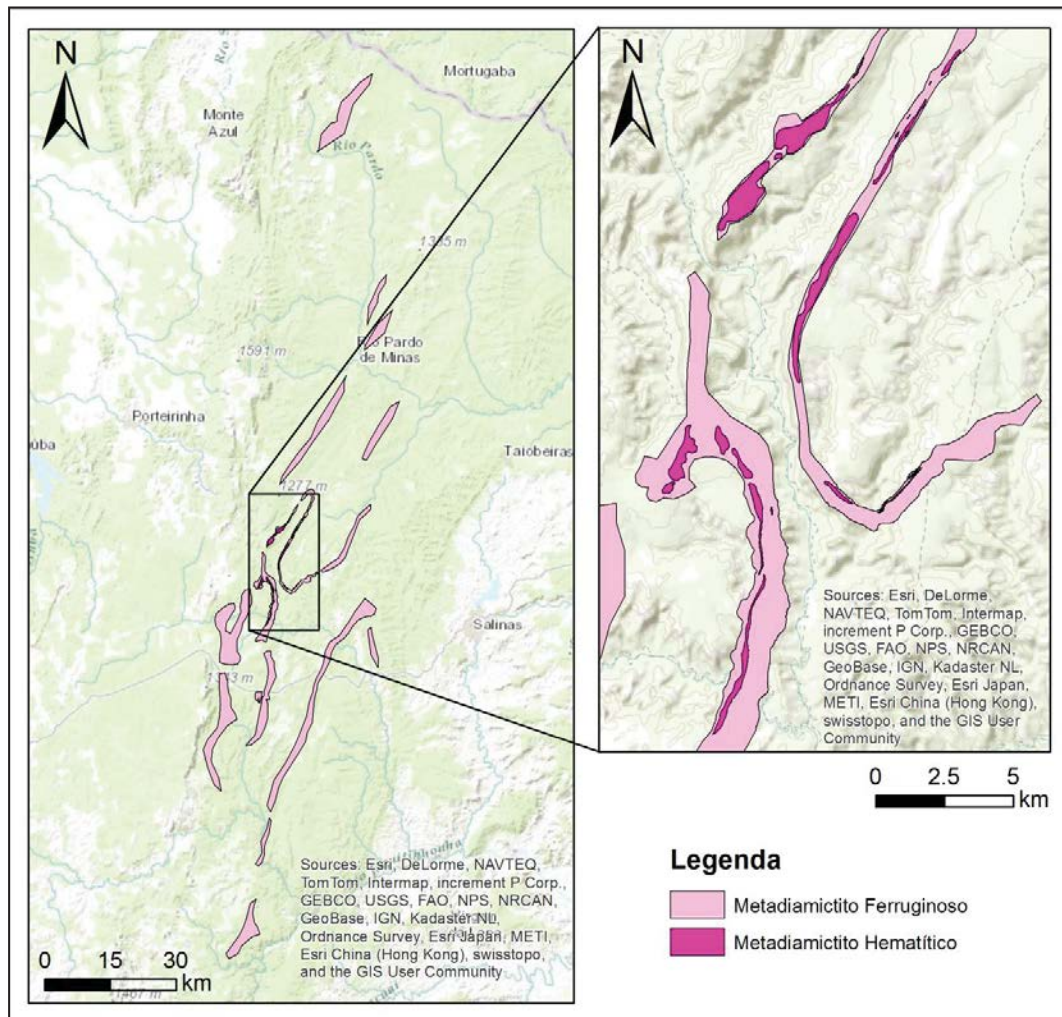 N
Mortugaba
Monte
Azul
Rio Pardo
1335 m
1591 m
Rio Pardo
de Minas
Porteirinha
Taiobeiras
1277 m
Salinas
1343 m
Sources: Esri, DeLorme, NAVTEQ,
TomTom, Intermap, increment P Corp.,
GEBCO, USGS, FAO, NPS, NRCAN,
GeoBase, IGN, Kadaster NL,
Ordnance Survey, Esri Japan, METI,
Esri China (Hong Kong), swisstopo,
and the GIS User Community
0 15 30
km
N
Sources: Esri, DeLorme,
NAVTEQ, TomTom, Intermap,
increment P Corp., GEBCO,
USGS, FAO, NPS, NRCAN,
GeoBase, IGN, Kadaster NL,
Ordnance Survey, Esri Japan,
METI, Esri China (Hong Kong),
swisstopo, and the GIS User
Community
0 2.5 5
km
Legenda
Metadiamictito Ferruginoso
Metadiamictito Hematítico